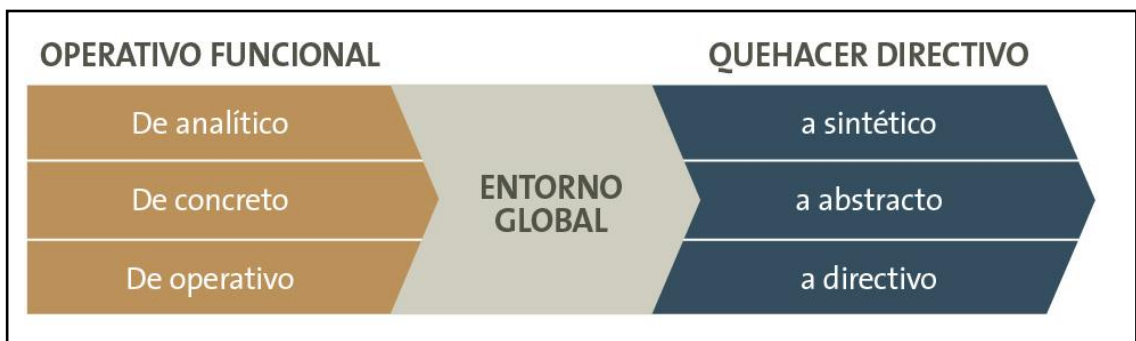 OPERATIVO FUNCIONAL
QUEHACER DIRECTIVO
De analítico
a sintético
De concreto
ENTORNO
GLOBAL
a abstracto
De operativo
a directivo